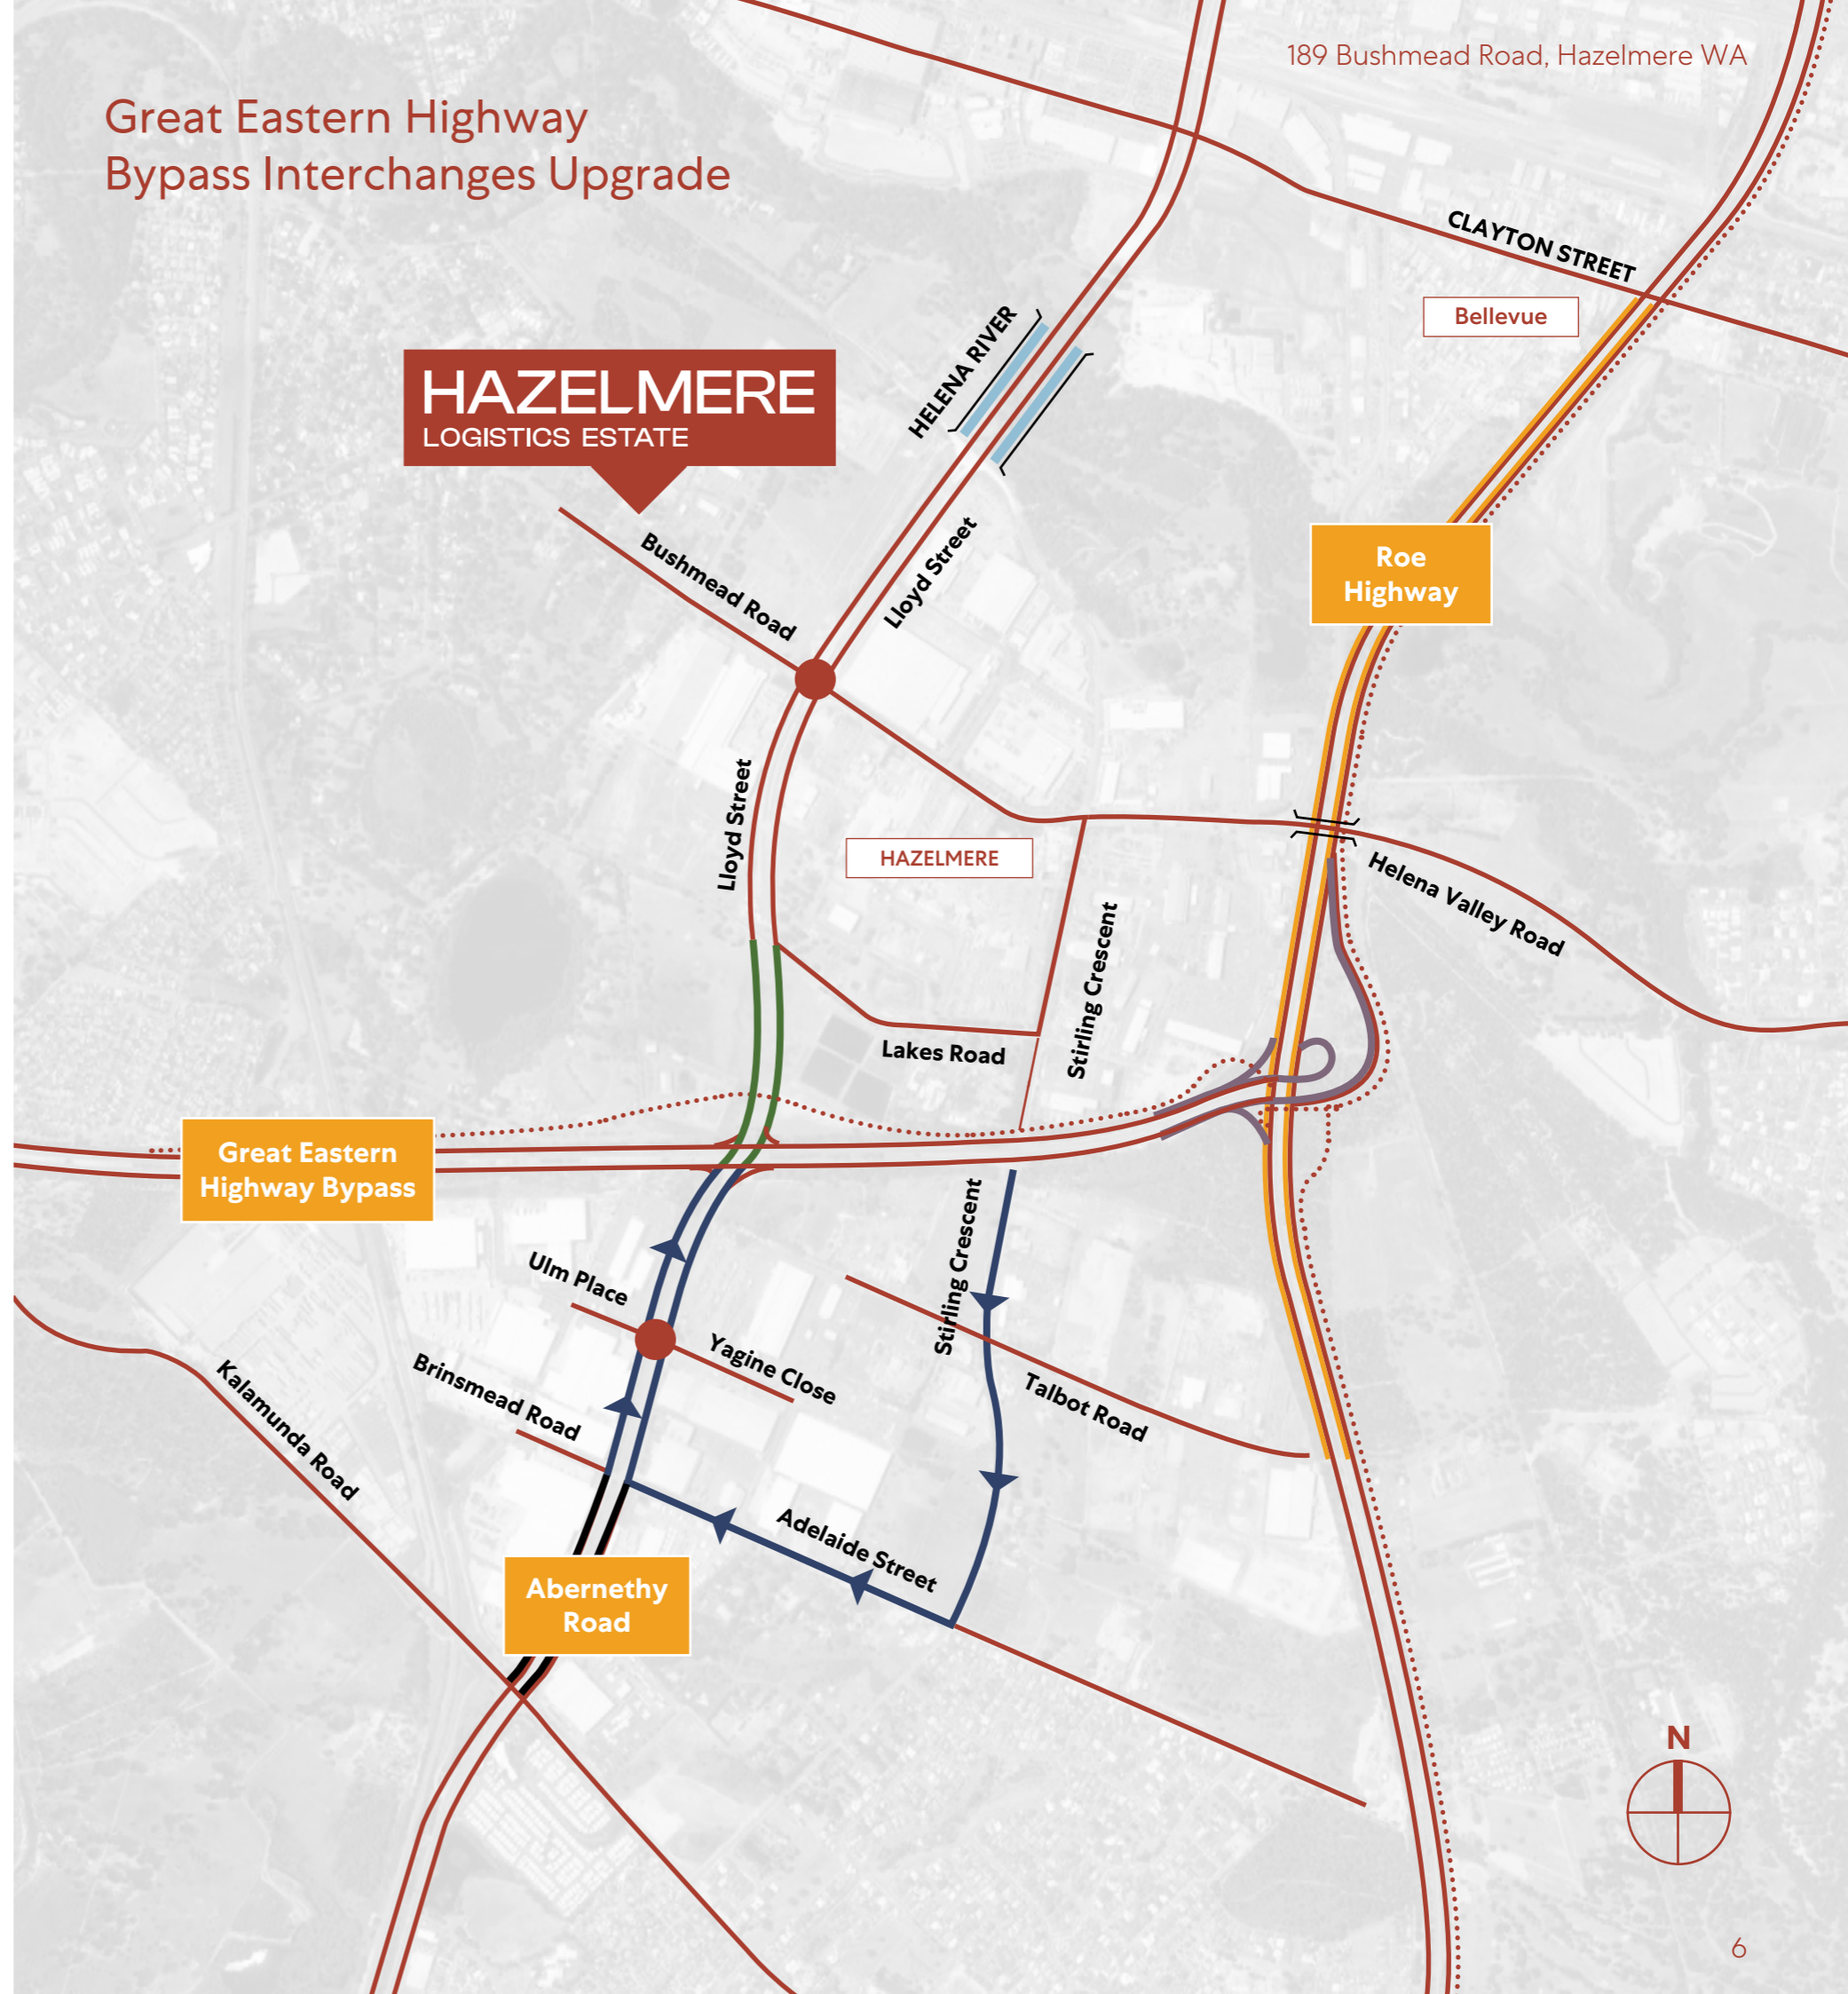 189 Bushmead Road, Hazelmere WA
Great Eastern Highway
Bypass Interchanges Upgrade
CLAYTON STREET
Bellevue
HELENA RIVER
HAZELMERE
LOGISTICS ESTATE
Bushmead Road
Lloyd Street
Roe
Highway
Lloyd Street
HAZELMERE
Helena Valley Road
Stirling Crescent
Lakes Road
Great Eastern
Highway Bypass
Stirling Crescent
Ulm Place
Yagine Close
Brinsmead Road
Talbot Road
Kalamunda Road
Adelaide Street
Abernethy
Road
N
6